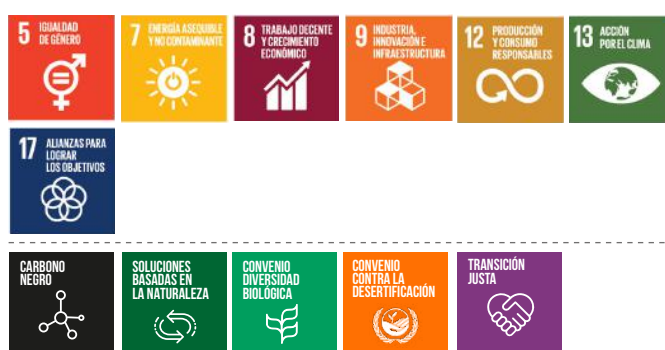 5 IGUALDAD
DE GÉNERO
7 ENERGÍA ASEQUIBLE
Y NO CONTAMINANTE
8 TRABAJO DECENTE
Y CRECIMIENTO
ECONÓMICO
9 INDUSTRIA,
INNOVACIÓN E
INFRAESTRUCTURA
12 PRODUCCIÓN
Y CONSUMO
RESPONSABLES
13 ACCIÓN
POR EL CLIMA
17 ALIANZAS PARA
LOGRAR
LOS OBJETIVOS
CARBONO
NEGRO
SOLUCIONES
BASADAS EN
LA NATURALEZA
CONVENIO
DIVERSIDAD
BIOLÓGICA
CONVENIO
CONTRA LA
DESERTIFICACIÓN
TRANSICIÓN
JUSTA